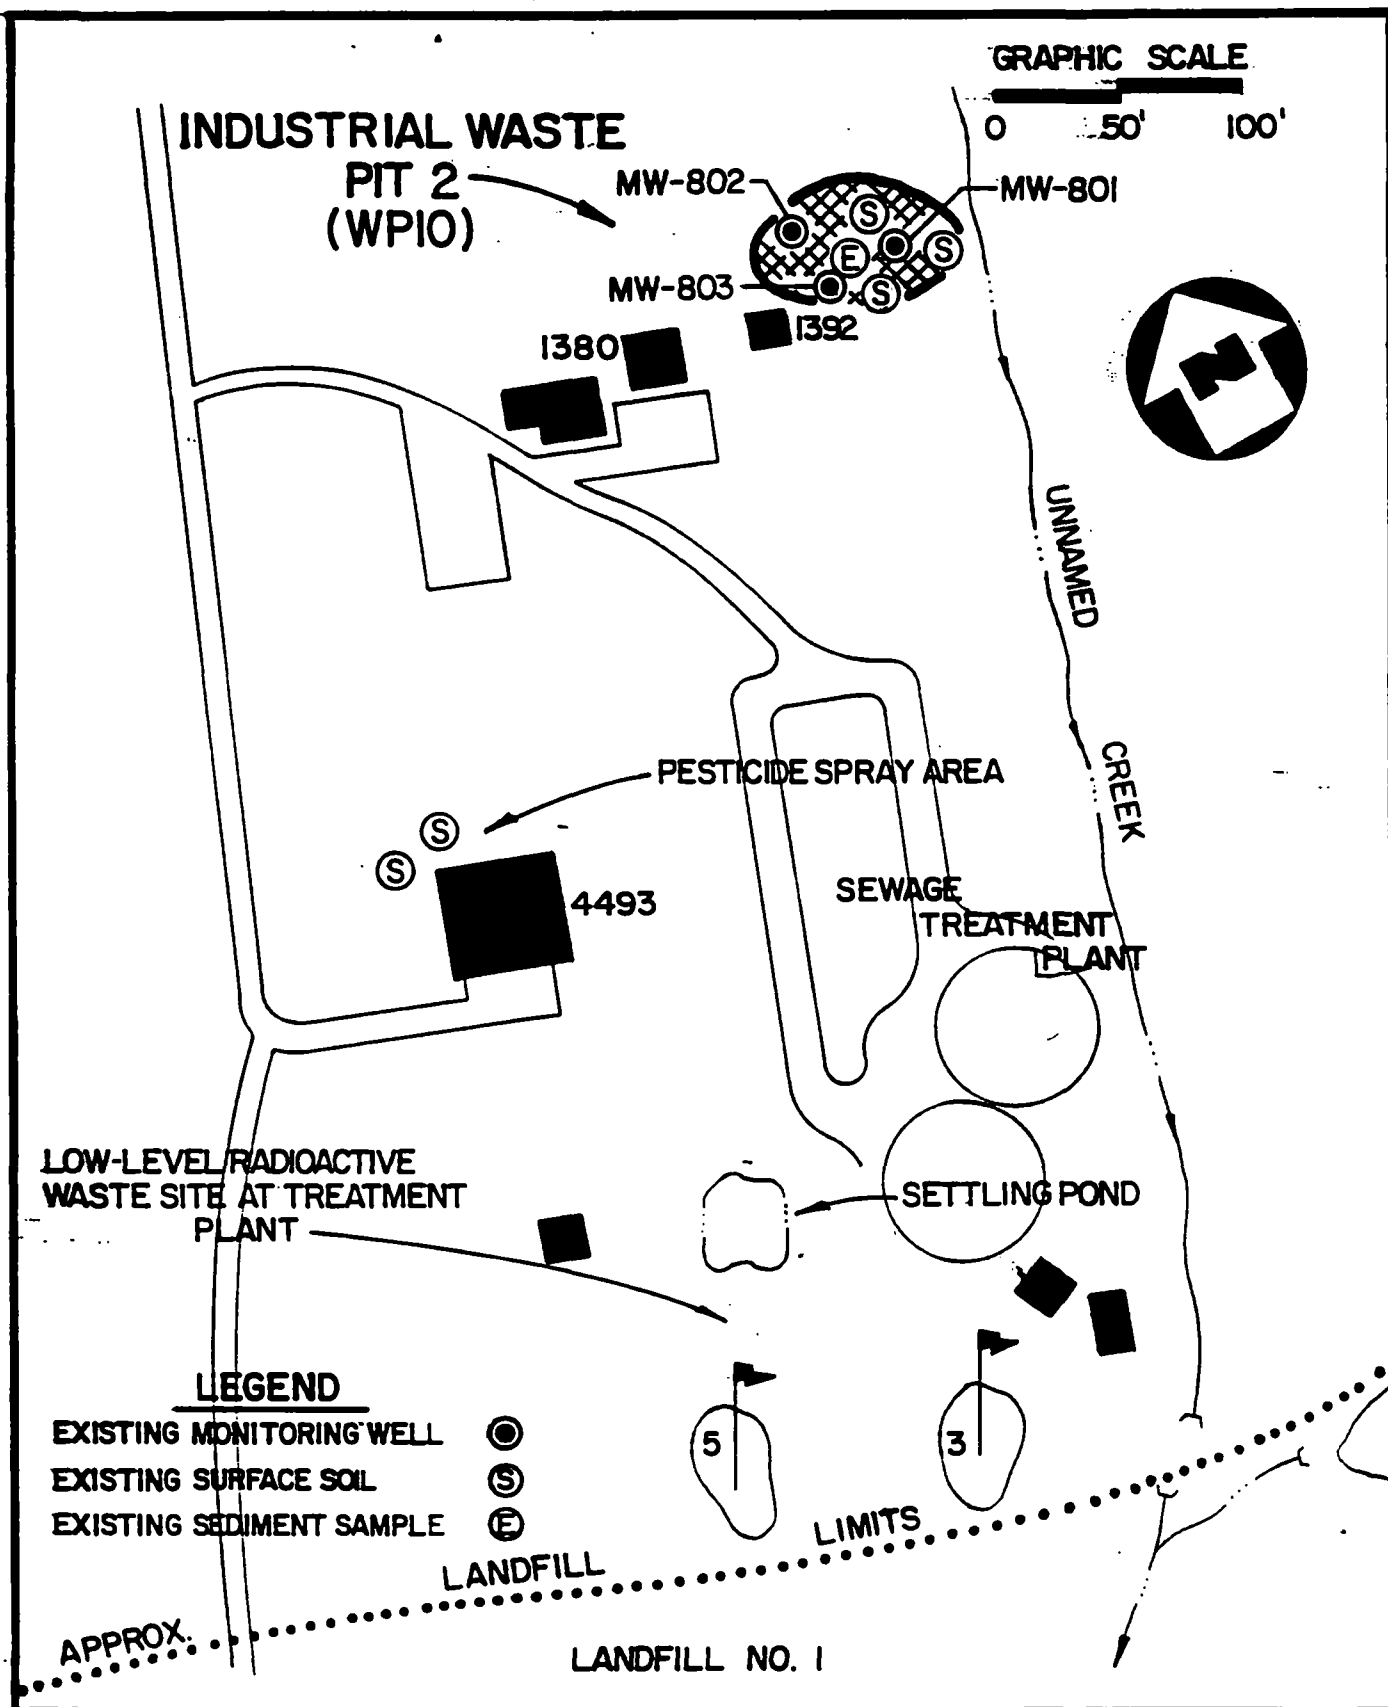 GRAPHIC SCALE
0 50' 100'
INDUSTRIAL WASTE
PIT 2
(WP10)
MW-802
MW-801
S
S
E
MW-803
S
1392
1380
N
UNNAMED
CREEK
PESTICIDE SPRAY AREA
S
S
4493
SEWAGE
TREATMENT
PLANT
LOW-LEVEL RADIOACTIVE
WASTE SITE AT TREATMENT
PLANT
SETTLING POND
LEGEND
EXISTING MONITORING WELL
EXISTING SURFACE SOIL S
EXISTING SEDIMENT SAMPLE E
5
3
APPROX. LANDFILL LIMITS
LANDFILL NO. 1